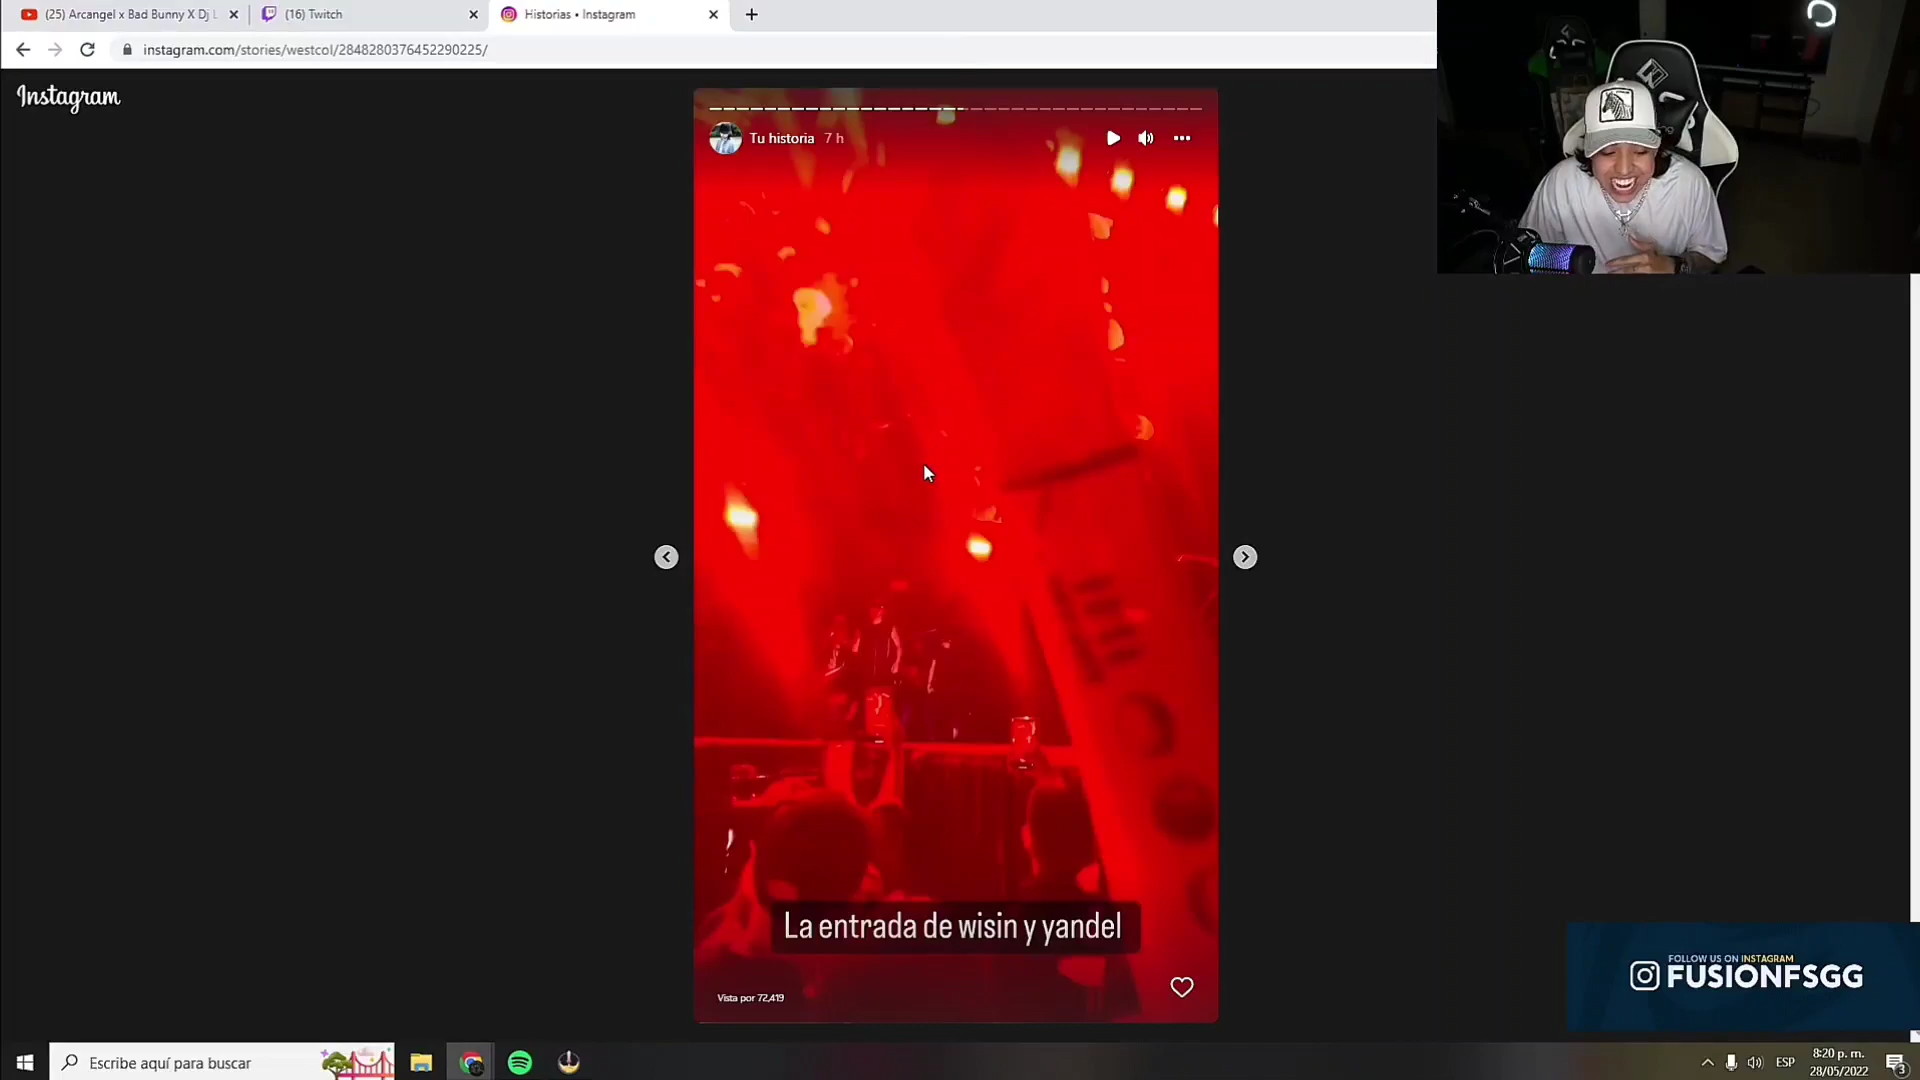 (25) Arcangel x Bad Bunny X Dj L
(16) Twitch
Historias • Instagram
instagram.com/stories/westcol/2848280376452290225/
Instagram
Tu historia 7 h
La entrada de wisin y yandel
Vista por 72,419
FOLLOW US ON INSTAGRAM
FUSIONFSGG
Escribe aquí para buscar
ESP
8:20 p. m.
28/05/2022
3